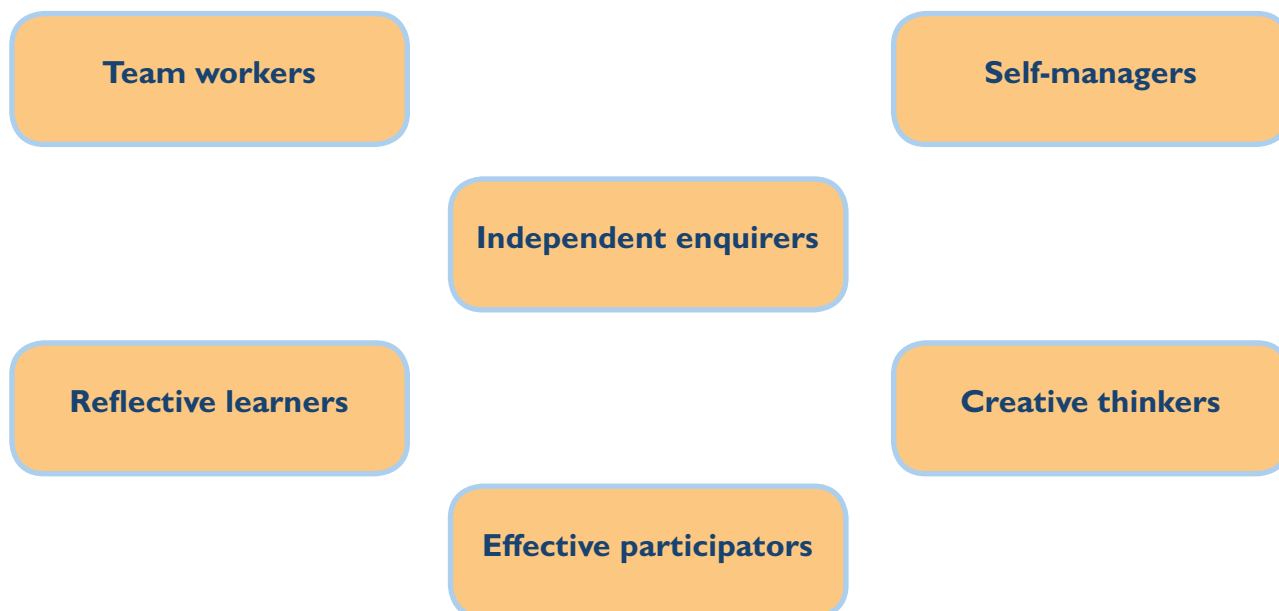 Team workers
Self-managers
Independent enquirers
Reflective learners
Creative thinkers
Effective participators